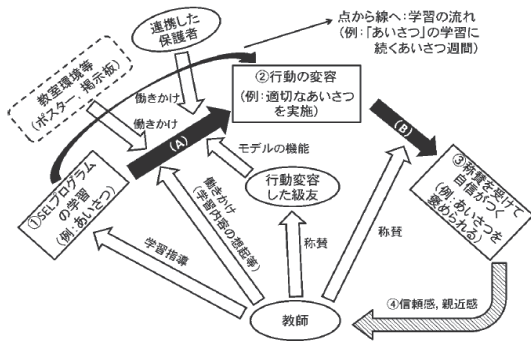 連携した
保護者
点から線へ:学習の流れ
(例:「あいさつ」の学習に
続くあいさつ週間)
教室環境等
(ポスター、掲示板)
働きかけ
働きかけ
②行動の変容
(例:適切なあいさつ
を実施)
(A)
(B)
モデルの機能
①SELプログラム
の学習
(例:あいさつ)
働きかけ
(学習内容の想起等)
行動変容
した級友
③称賛を受けて
自信がつく
(例:あいさつを
褒められる)
学習指導
称賛
称賛
教師
④信頼感,親近感